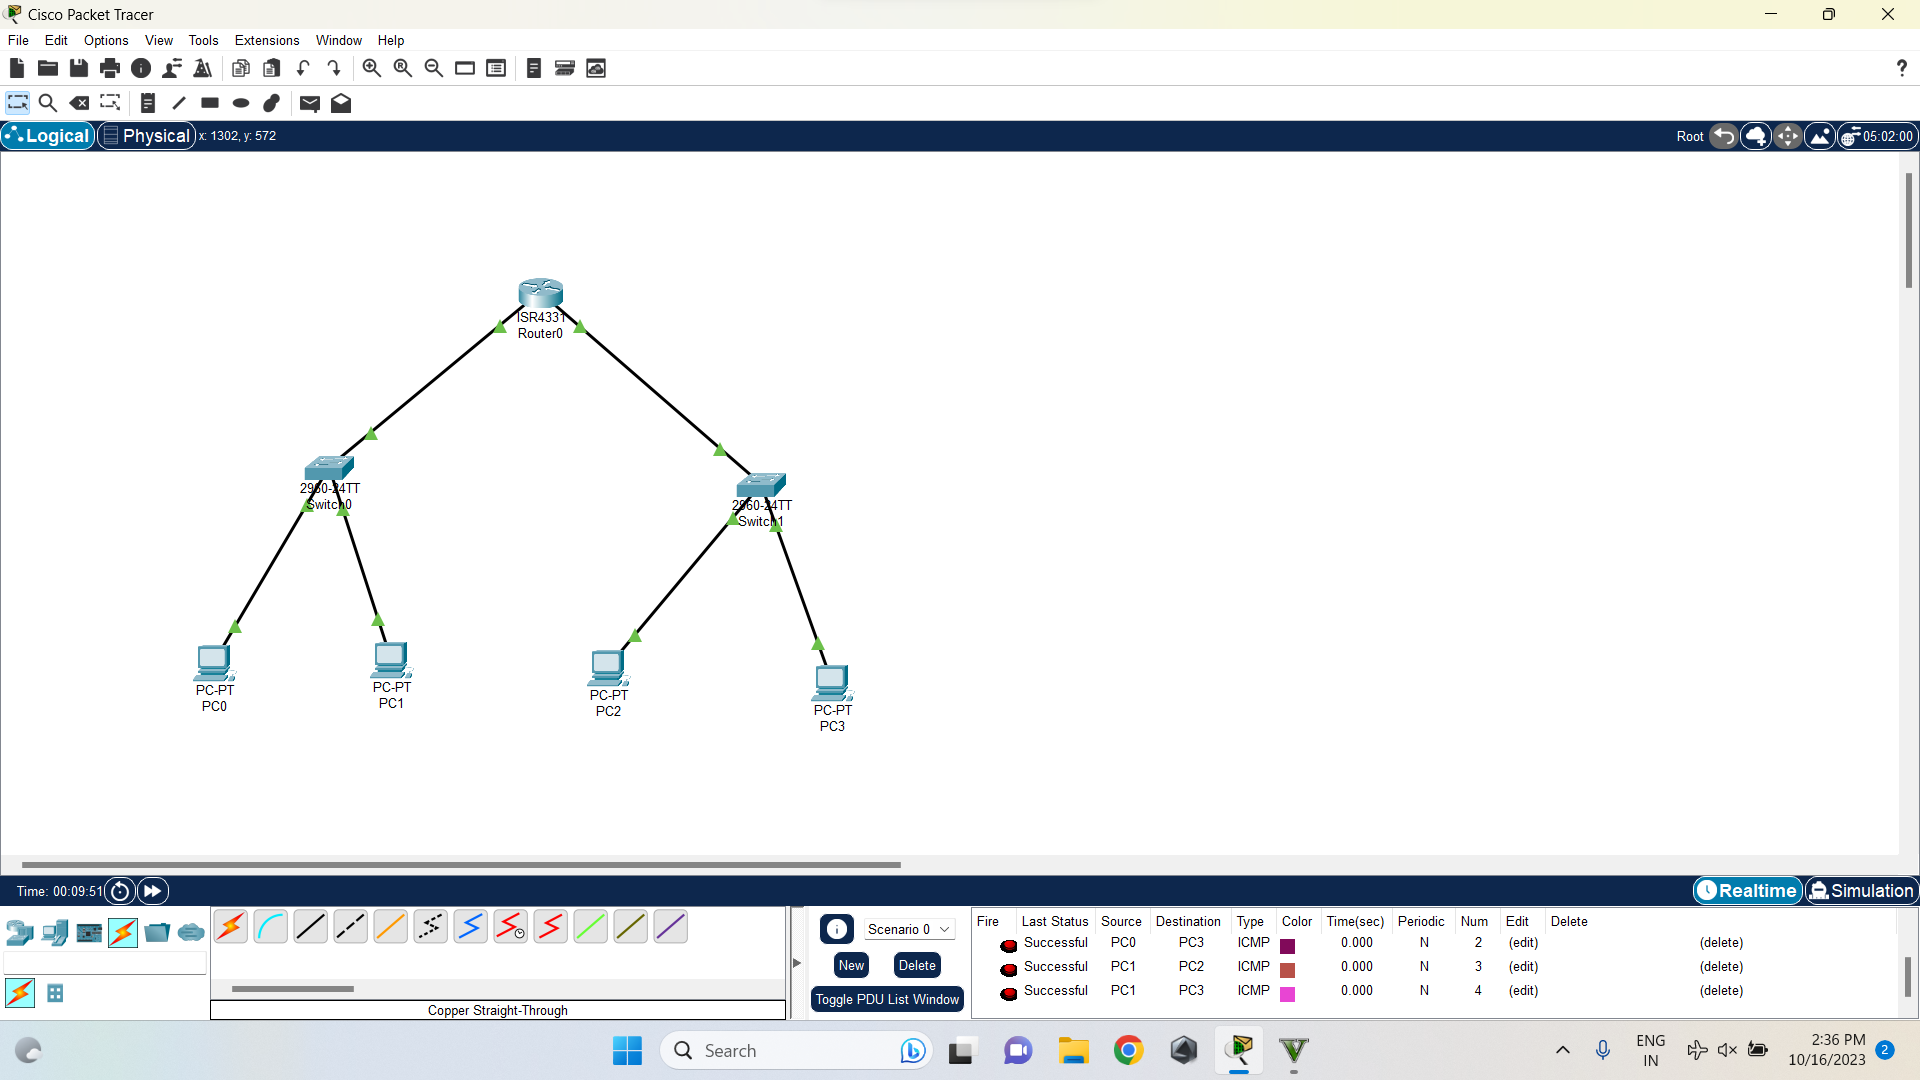 Cisco Packet Tracer
File Edit Options View Tools Extensions Window Help
Logical Physical x: 1302, y: 572 Root 05:02:00
ISR4331
Router0
2960-24TT
Switch0
2960-24TT
Switch1
PC-PT
PC0
PC-PT
PC1
PC-PT
PC2
PC-PT
PC3
Time: 00:09:51 Realtime Simulation
Scenario 0
New Delete
Toggle PDU List Window
Copper Straight-Through
Fire Last Status Source Destination Type Color Time(sec) Periodic Num Edit Delete
Successful PC0 PC3 ICMP 0.000 N 2 (edit) (delete)
Successful PC1 PC2 ICMP 0.000 N 3 (edit) (delete)
Successful PC1 PC3 ICMP 0.000 N 4 (edit) (delete)
Search
ENG
IN
2:36 PM
10/16/2023
2